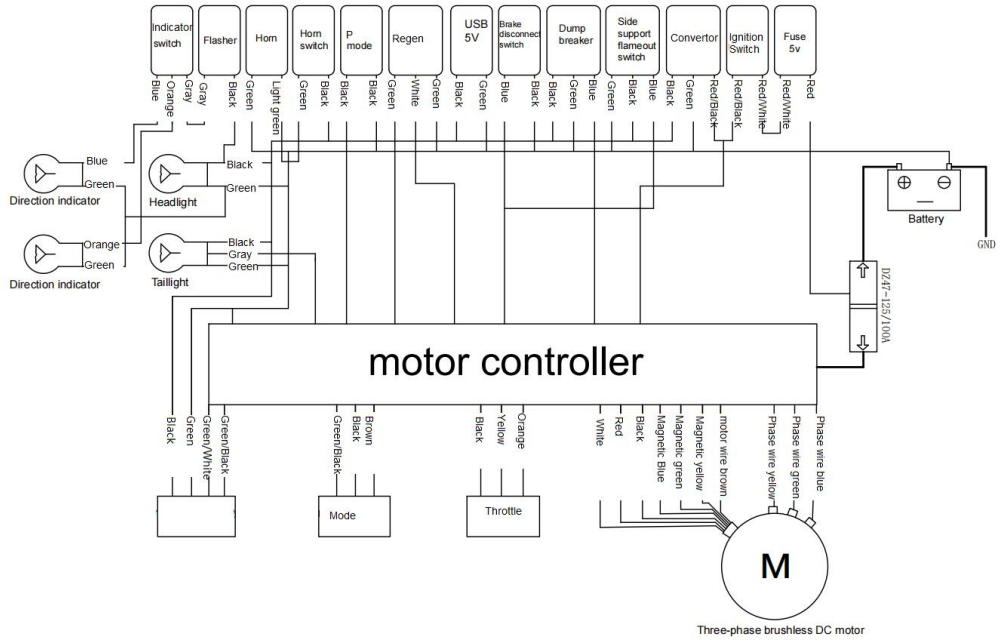 Indicator
switch
Flasher
Horn
Horn
switch
P
mode
Regen
USB
5V
Brake
disconnect
switch
Dump
breaker
Side
support
flameout
switch
Convertor
Ignition
Switch
Fuse
5v
Blue
Orange
Gray
Gray
Black
Green
Light green
Green
Black
Black
Black
Green
White
Green
Black
Green
Blue
Black
Black
Green
Blue
Green
Black
Blue
Black
Green
Red/Black
Red/Black
Red/White
Red/White
Red
Blue
Green
Direction indicator
Black
Green
Headlight
Orange
Green
Direction indicator
Black
Gray
Green
Taillight
Battery
GND
DZ47-125/100A
motor controller
Black
Green
Green/White
Green/Black
Green/Black
Black
Brown
Black
Yellow
Orange
White
Red
Black
Magnetic Blue
Magnetic green
Magnetic yellow
motor wire brown
Phase wire yellow
Phase wire green
Phase wire blue
Mode
Throttle
M
Three-phase brushless DC motor